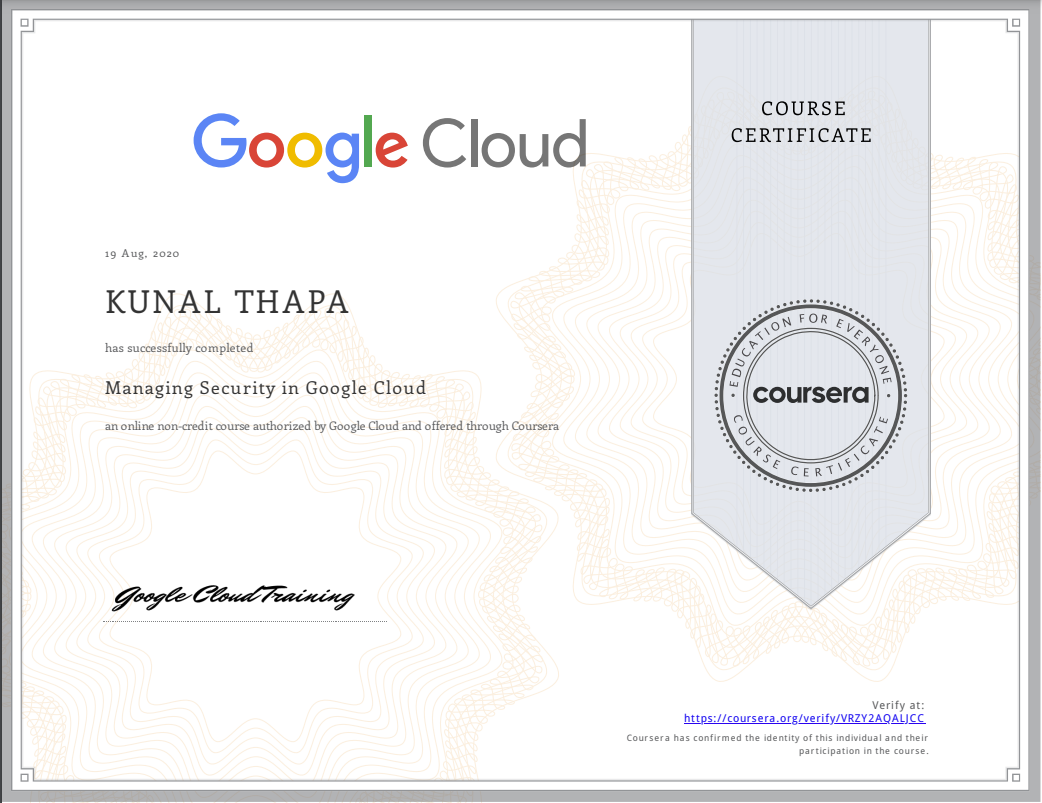 Google Cloud
COURSE
CERTIFICATE
19 Aug, 2020
KUNAL THAPA
has successfully completed
Managing Security in Google Cloud
an online non-credit course authorized by Google Cloud and offered through Coursera
EDUCATION FOR EVERYONE
coursera
COURSE CERTIFICATE
Google Cloud Training
Verify at:
https://coursera.org/verify/VRZY2AQALJCC
Coursera has confirmed the identity of this individual and their
participation in the course.